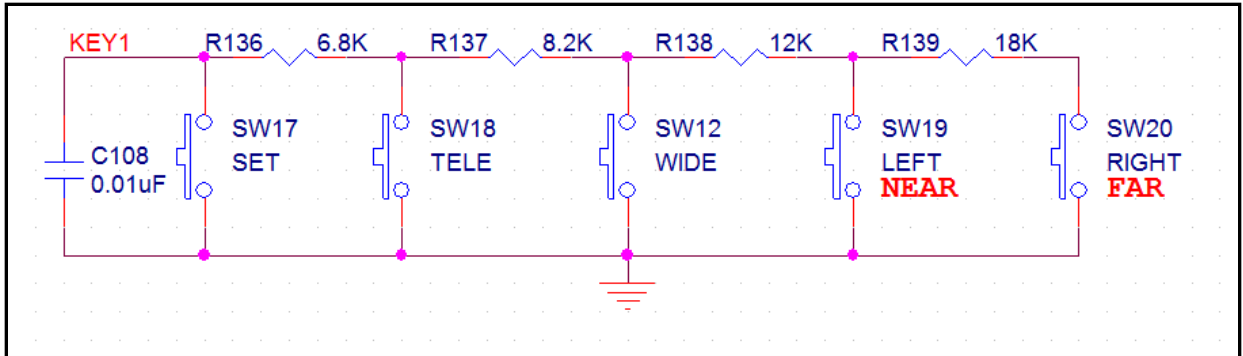 KEY1
R136 6.8K
R137 8.2K
R138 12K
R139 18K
C108
0.01uF
SW17
SET
SW18
TELE
SW12
WIDE
SW19
LEFT
NEAR
SW20
RIGHT
FAR